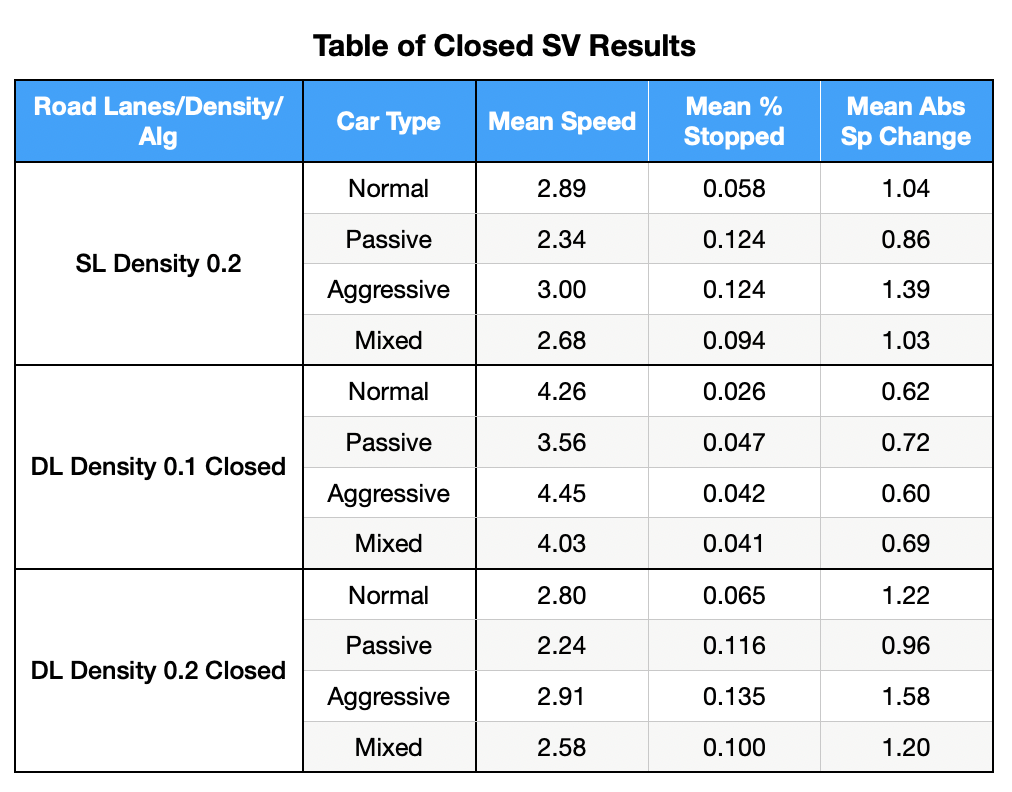 Table of Closed SV Results
Road Lanes/Density/
Alg
Car Type
Mean Speed
Mean %
Stopped
Mean Abs
Sp Change
SL Density 0.2
Normal 2.89 0.058 1.04
Passive 2.34 0.124 0.86
Aggressive 3.00 0.124 1.39
Mixed 2.68 0.094 1.03
DL Density 0.1 Closed
Normal 4.26 0.026 0.62
Passive 3.56 0.047 0.72
Aggressive 4.45 0.042 0.60
Mixed 4.03 0.041 0.69
DL Density 0.2 Closed
Normal 2.80 0.065 1.22
Passive 2.24 0.116 0.96
Aggressive 2.91 0.135 1.58
Mixed 2.58 0.100 1.20